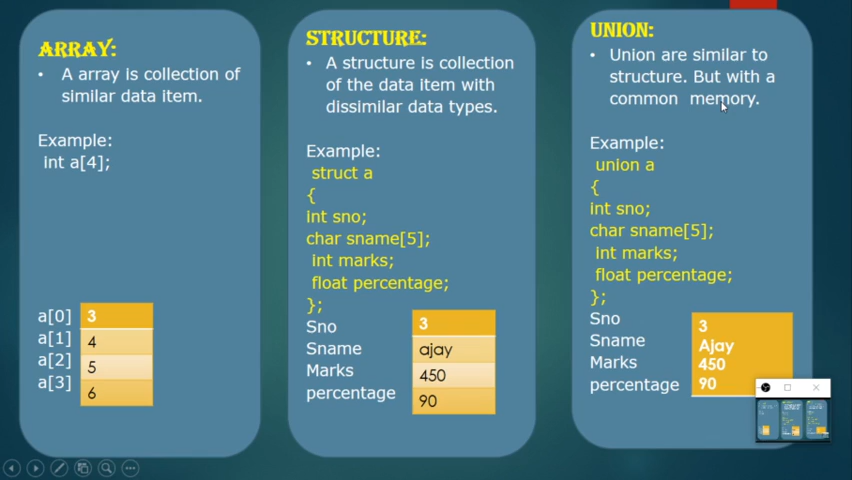 ARRAY:
• A array is collection of
similar data item.
Example:
int a[4];
a[0] 3
a[1] 4
a[2] 5
a[3] 6
STRUCTURE:
• A structure is collection
of the data item with
dissimilar data types.
Example:
struct a
{
int sno;
char sname[5];
int marks;
float percentage;
};
Sno 3
Sname ajay
Marks 450
percentage 90
UNION:
• Union are similar to
structure. But with a
common memory.
Example:
union a
{
int sno;
char sname[5];
int marks;
float percentage;
};
Sno 3
Sname Ajay
Marks 450
percentage 90